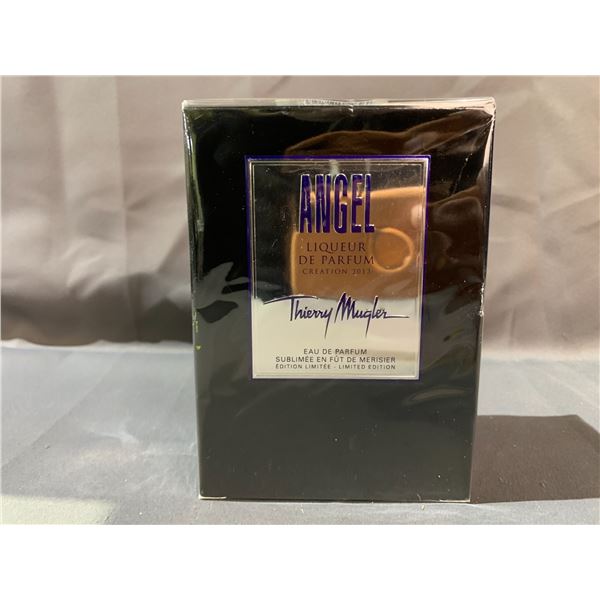 ANGEL
LIQUEUR
DE PARFUM
CREATION 2013
Thierry Mugler
EAU DE PARFUM
SUBLIMÉE EN FÛT DE MERISIER
ÉDITION LIMITÉE - LIMITED EDITION